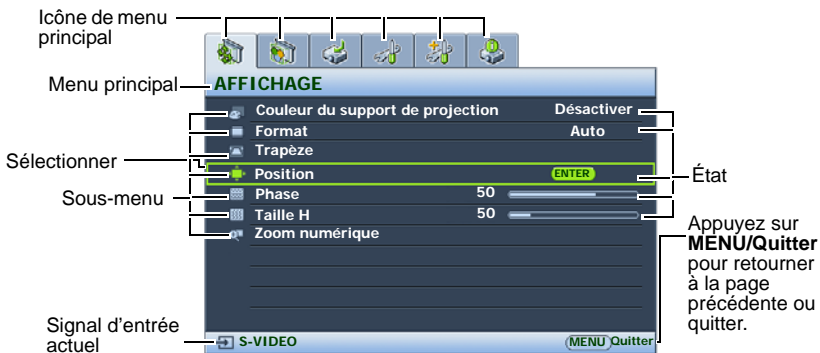 Icône de menu
principal
Menu principal
AFFICHAGE
Couleur du support de projection Désactiver
Format Auto
Trapèze
Sélectionner
Position ENTER
État
Sous-menu
Phase 50
Taille H 50
Zoom numérique
Appuyez sur
MENU/Quitter
pour retourner
à la page
précédente ou
quitter.
Signal d'entrée
actuel
S-VIDEO
MENU Quitter